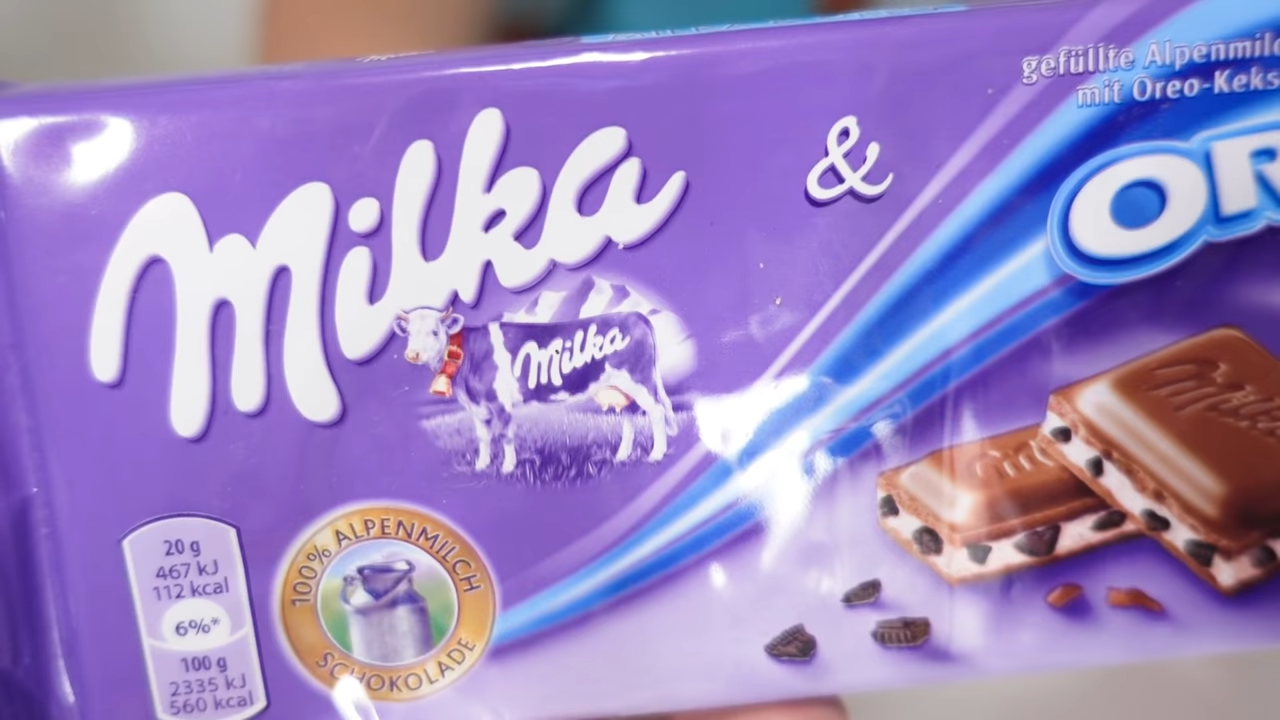 Milka
&
gefüllte Alpenmilc
mit Oreo-Keks
OR
Milka
100% ALPENMILCH
SCHOKOLADE
20 g
467 kJ
112 kcal
6%*
100 g
2335 kJ
560 kcal